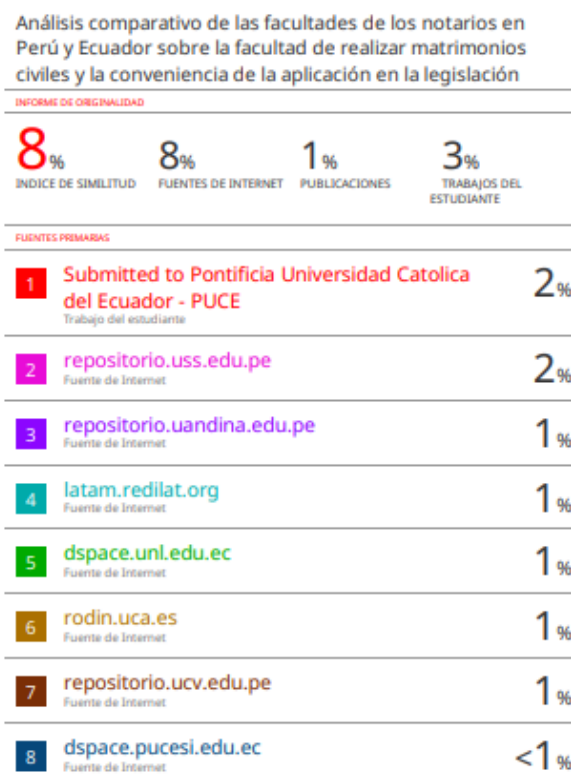 Análisis comparativo de las facultades de los notarios en
Perú y Ecuador sobre la facultad de realizar matrimonios
civiles y la conveniencia de la aplicación en la legislación
INFORME DE ORIGINALIDAD
8% 8% 1% 3%
INDICE DE SIMILITUD FUENTES DE INTERNET PUBLICACIONES TRABAJOS DEL
ESTUDIANTE
FUENTES PRIMARIAS
1 Submitted to Pontificia Universidad Catolica 2%
del Ecuador - PUCE
Trabajo del estudiante
2 repositorio.uss.edu.pe 2%
Fuente de Internet
3 repositorio.uandina.edu.pe 1%
Fuente de Internet
4 latam.redilat.org 1%
Fuente de Internet
5 dspace.unl.edu.ec 1%
Fuente de Internet
6 rodin.uca.es 1%
Fuente de Internet
7 repositorio.ucv.edu.pe 1%
Fuente de Internet
8 dspace.pucesi.edu.ec <1%
Fuente de Internet